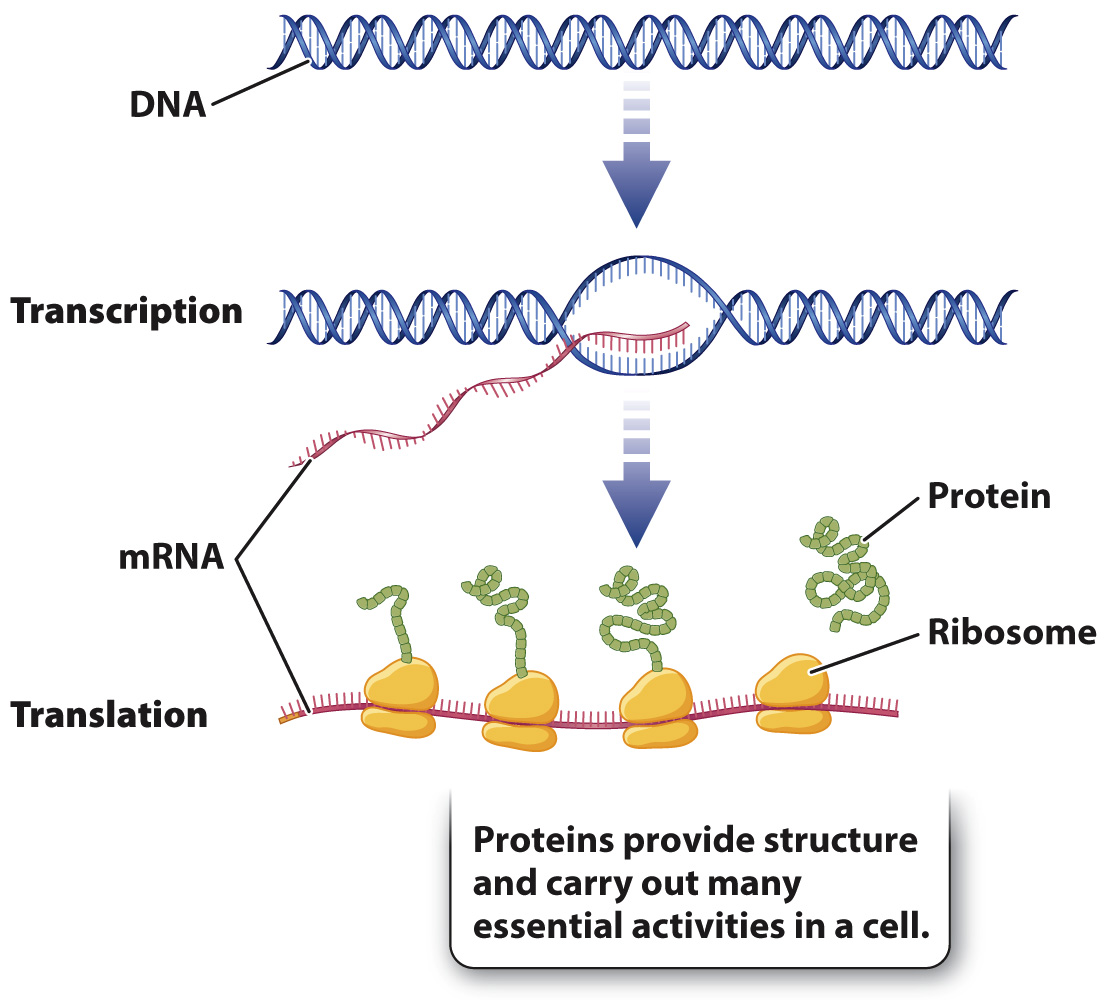 DNA
Transcription
Protein
mRNA
Ribosome
Translation
Proteins provide structure
and carry out many
essential activities in a cell.